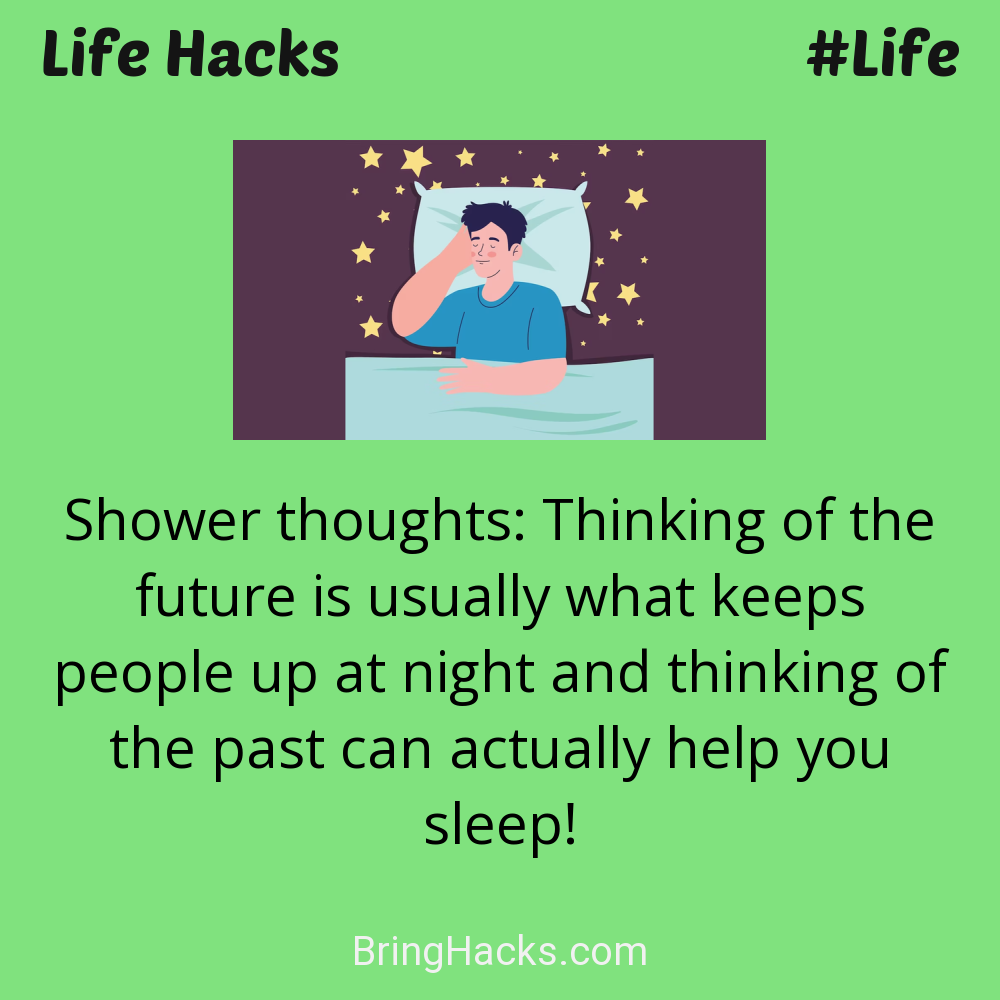 Life Hacks
#Life
Shower thoughts: Thinking of the
future is usually what keeps
people up at night and thinking of
the past can actually help you
sleep!
BringHacks.com